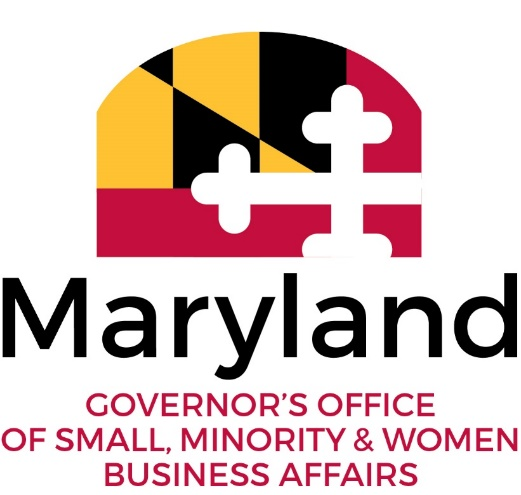 Maryland
GOVERNOR'S OFFICE
OF SMALL, MINORITY & WOMEN
BUSINESS AFFAIRS